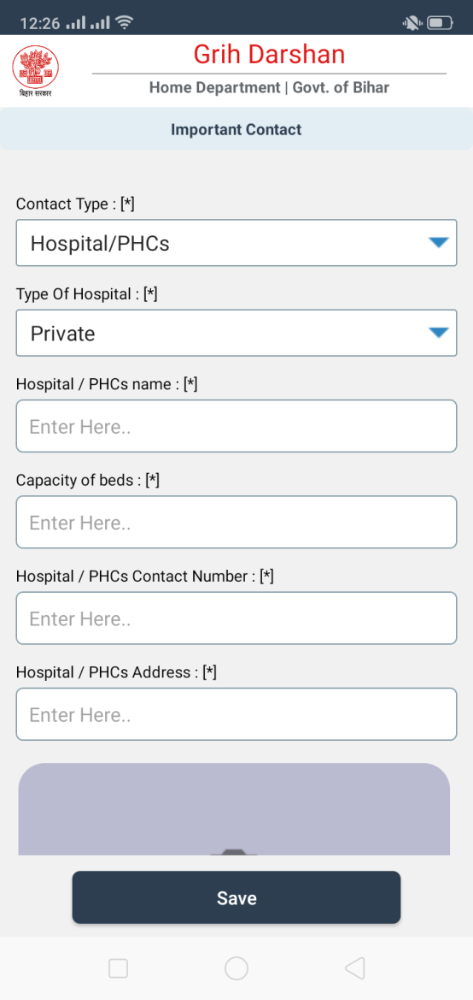 12:26
Grih Darshan
Home Department | Govt. of Bihar
बिहार सरकार
Important Contact
Contact Type : [*]
Hospital/PHCs
Type Of Hospital : [*]
Private
Hospital / PHCs name : [*]
Enter Here..
Capacity of beds : [*]
Enter Here..
Hospital / PHCs Contact Number : [*]
Enter Here..
Hospital / PHCs Address : [*]
Enter Here..
Save